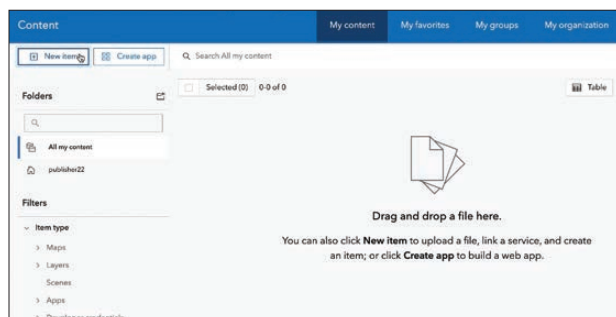 Content
My content My favorites My groups My organization
New item Create app Search All my content
Folders
Selected (0) 0-0 of 0 Table
All my content
publisher22
Filters
Item type
Maps
Layers
Scenes
Apps
Drag and drop a file here.
You can also click New item to upload a file, link a service, and create
an item; or click Create app to build a web app.